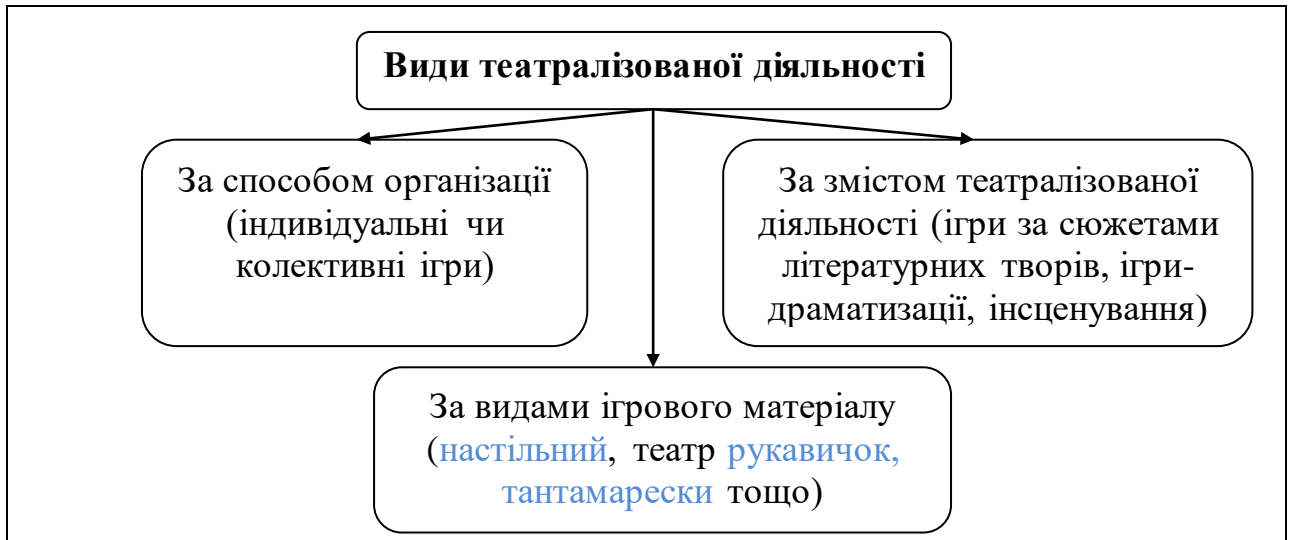 Види театралізованої діяльності
За способом організації
(індивідуальні чи
колективні ігри)
За змістом театралізованої
діяльності (ігри за сюжетами
літературних творів, ігри-
драматизації, інсценування)
За видами ігрового матеріалу
(настільний, театр рукавичок,
тантамарески тощо)